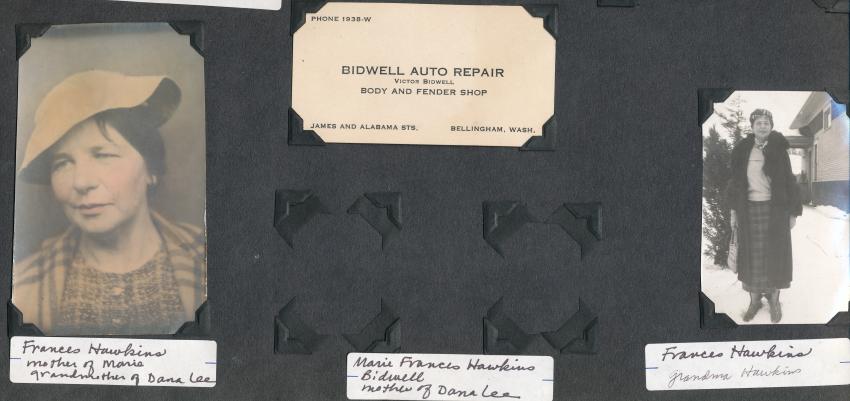 PHONE 1938-W
BIDWELL AUTO REPAIR
VICTOR BIDWELL
BODY AND FENDER SHOP
JAMES AND ALABAMA STS. BELLINGHAM, WASH.
Frances Hawkins
mother of Marie
grandmother of Dana Lee
Marie Frances Hawkins
Bidwell
mother of Dana Lee
Frances Hawkins
grandma Hawkins